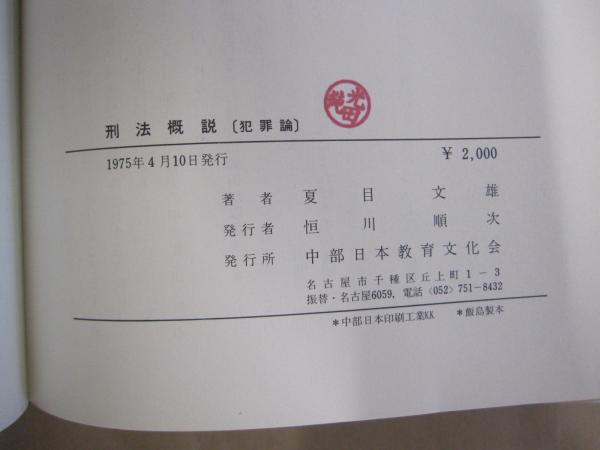 刑法概説〔犯罪論〕
1975年4月10日発行 ¥ 2,000
著者 夏目文雄
発行者 恒川順次
発行所 中部日本教育文化会
名古屋市千種区丘上町1－3
振替・名古屋6059, 電話〈052〉751－8432
＊中部日本印刷工業KK ＊飯島製本